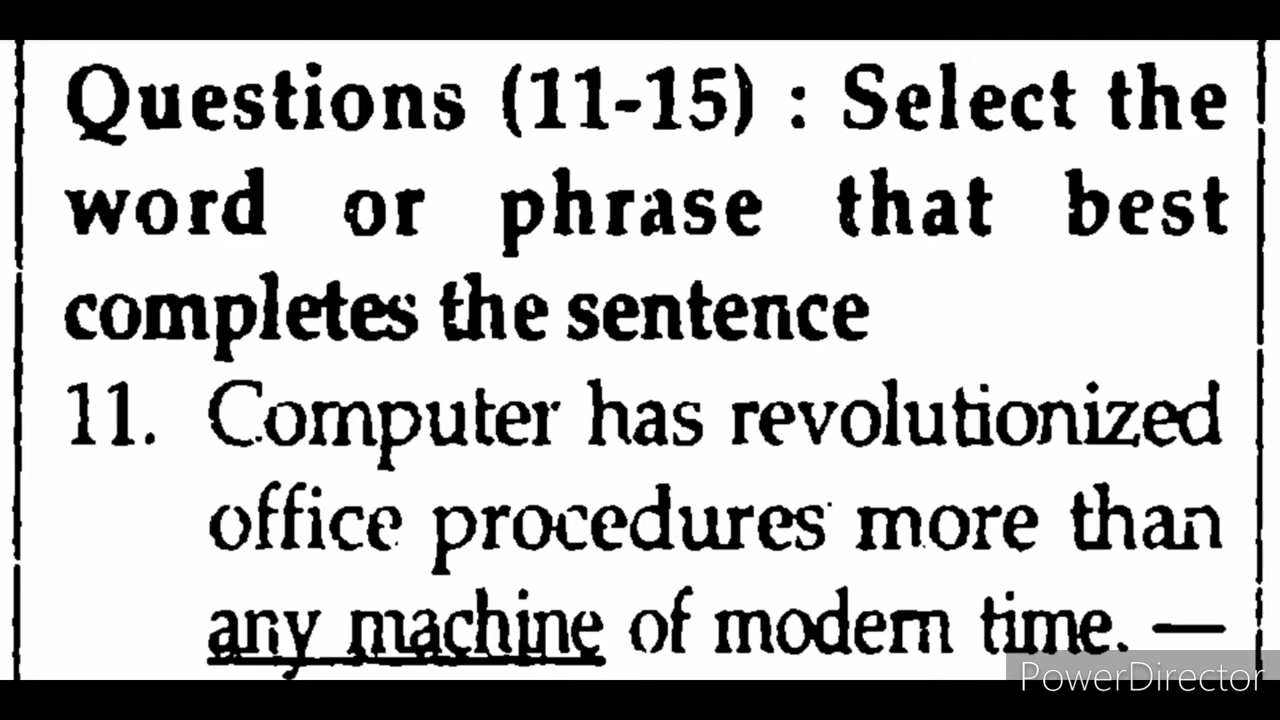 Questions (11-15) : Select the
word or phrase that best
completes the sentence
11. Computer has revolutionized
office procedures more than
any machine of modern time. —
PowerDirector